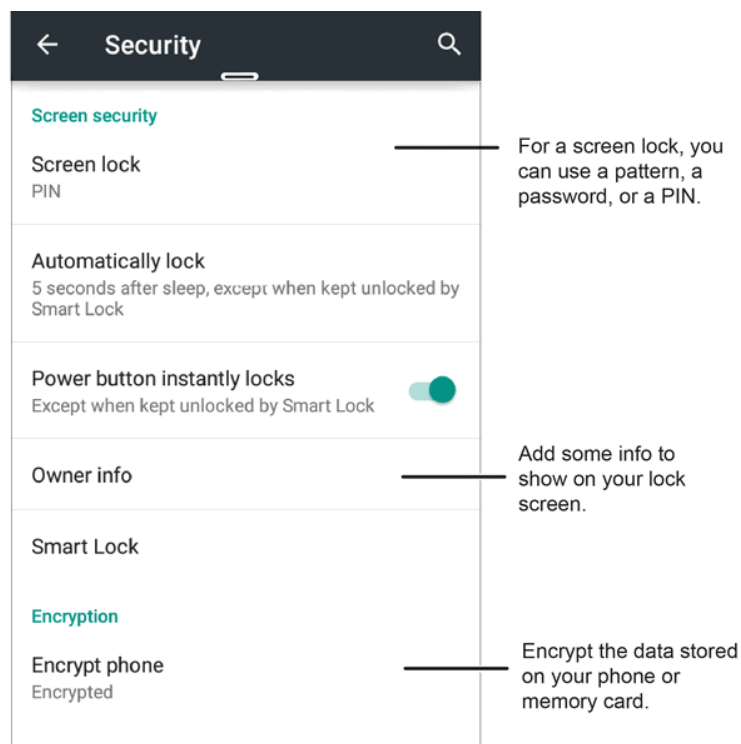 Security
Screen security
Screen lock
PIN
For a screen lock, you
can use a pattern, a
password, or a PIN.
Automatically lock
5 seconds after sleep, except when kept unlocked by
Smart Lock
Power button instantly locks
Except when kept unlocked by Smart Lock
Owner info
Add some info to
show on your lock
screen.
Smart Lock
Encryption
Encrypt phone
Encrypted
Encrypt the data stored
on your phone or
memory card.